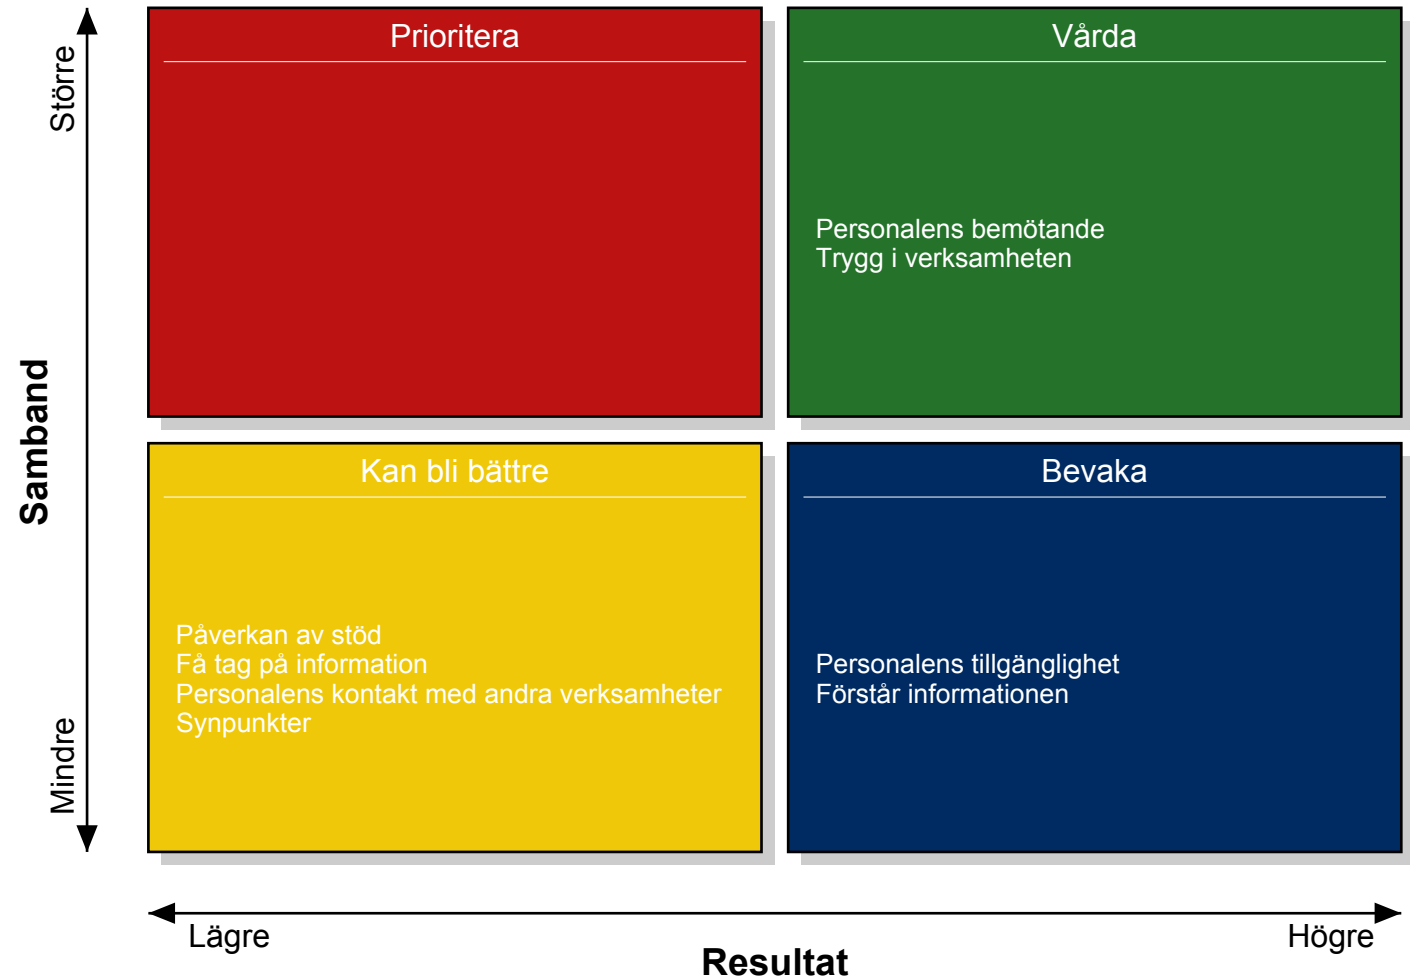 Större
Samband
Mindre
Prioritera
Vårda
Personalens bemötande
Trygg i verksamheten
Kan bli bättre
Påverkan av stöd
Få tag på information
Personalens kontakt med andra verksamheter
Synpunkter
Bevaka
Personalens tillgänglighet
Förstår informationen
Lägre
Högre
Resultat